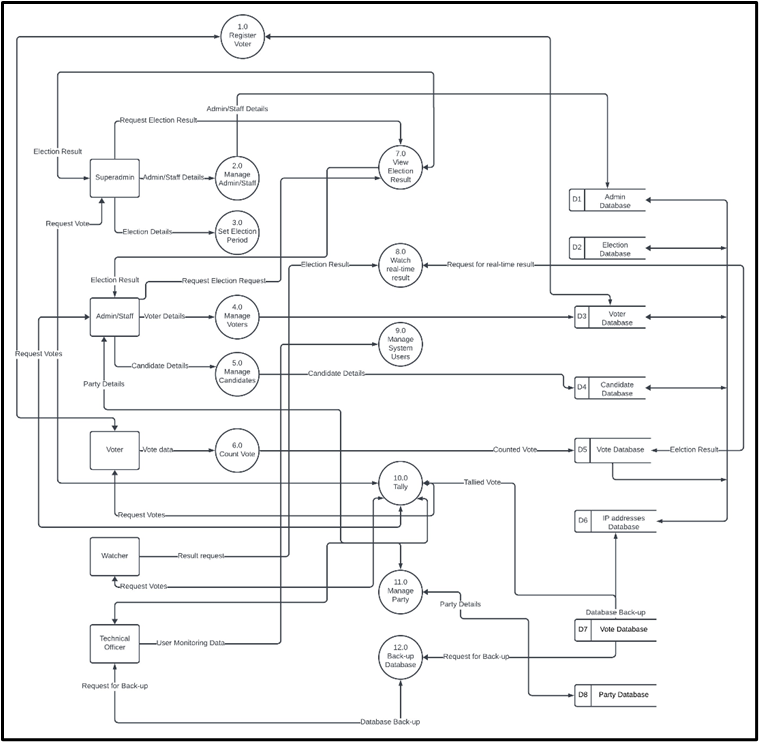 1.0
Register
Voter
Admin/Staff Details
Request Election Result
Election Result
7.0
View
Election
Result
Superadmin
Admin/Staff Details
2.0
Manage
Admin/Staff
D1
Admin
Database
Request Vote
Election Details
3.0
Set Election
Period
D2
Election
Database
8.0
Watch
real-time
result
Election Result
Request for real-time result
Election Result
Request Election Request
Admin/Staff
Voter Details
4.0
Manage
Voters
D3
Voter
Database
9.0
Manage
System
Users
Request Votes
Candidate Details
5.0
Manage
Candidates
Candidate Details
Party Details
D4
Candidate
Database
Voter
Vote data
6.0
Count Vote
Counted Vote
D5
Vote Database
Eelction Result
10.0
Tally
Tallied Vote
Request Votes
D6
IP addresses
Database
Watcher
Result request
Request Votes
11.0
Manage
Party
Party Details
Database Back-up
D7
Vote Database
Technical
Officer
User Monitoring Data
12.0
Back-up
Database
Request for Back-up
Request for Back-up
D8
Party Database
Database Back-up